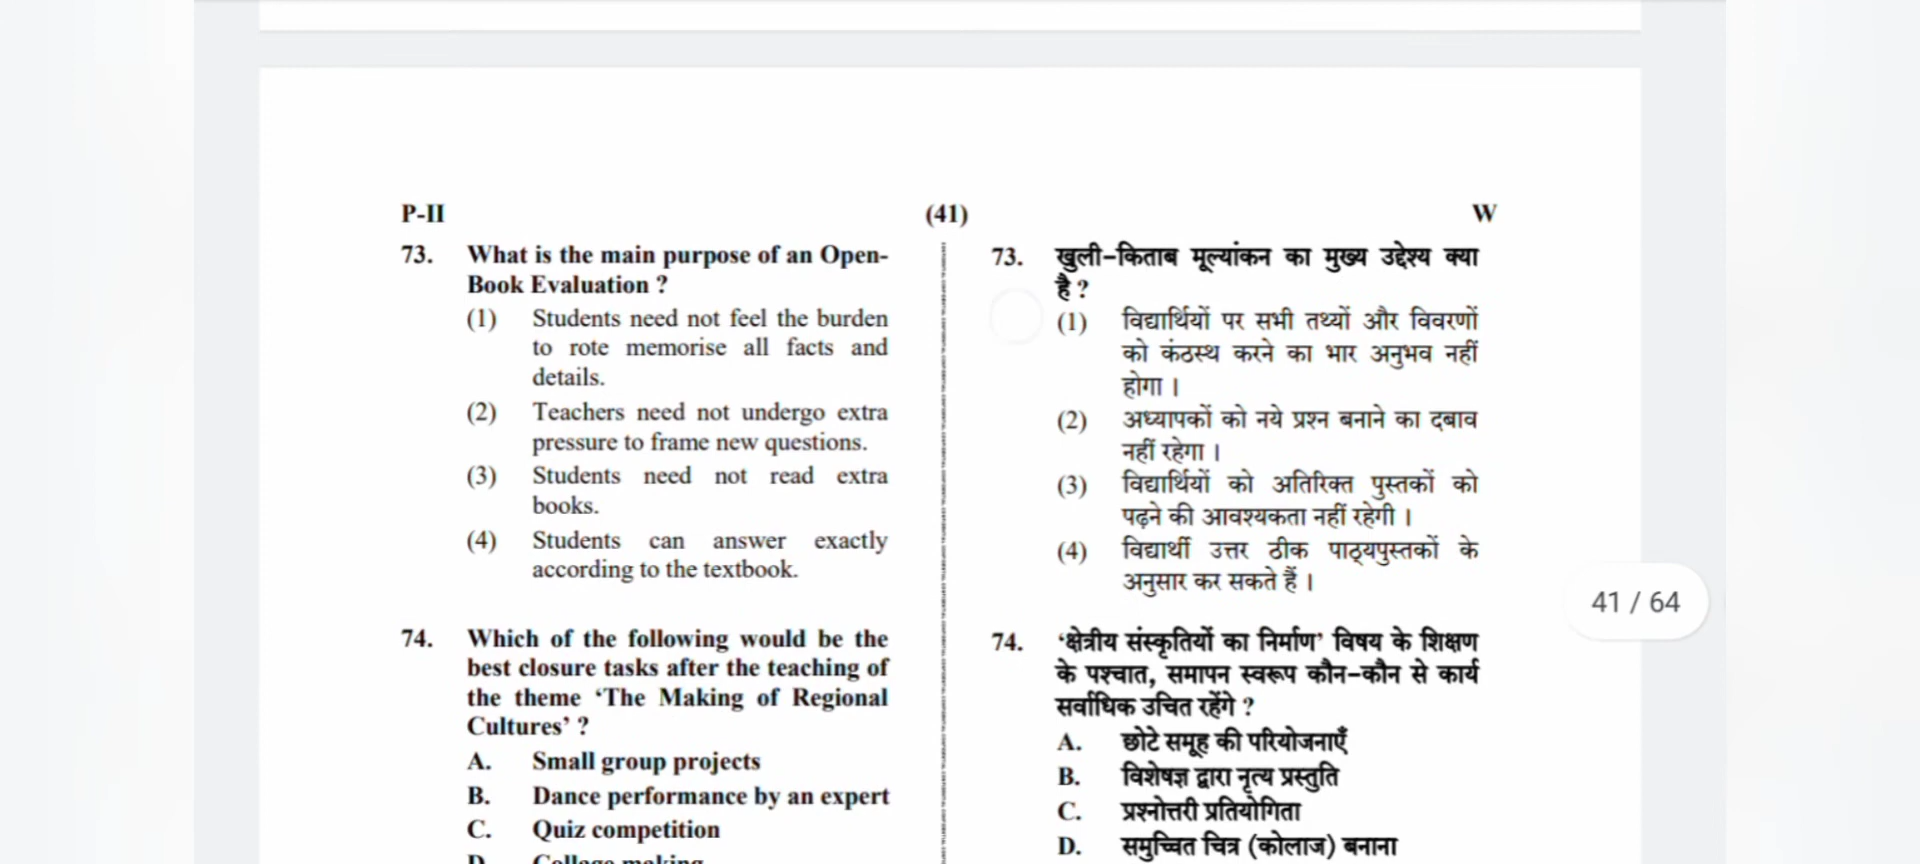 P-II
(41)
W
73. What is the main purpose of an Open-
Book Evaluation ?
(1) Students need not feel the burden
to rote memorise all facts and
details.
(2) Teachers need not undergo extra
pressure to frame new questions.
(3) Students need not read extra
books.
(4) Students can answer exactly
according to the textbook.
74. Which of the following would be the
best closure tasks after the teaching of
the theme ‘The Making of Regional
Cultures’ ?
A. Small group projects
B. Dance performance by an expert
C. Quiz competition
D. Collage making
73. खुली-किताब मूल्यांकन का मुख्य उद्देश्य क्या
है ?
(1) विद्यार्थियों पर सभी तथ्यों और विवरणों
को कंठस्थ करने का भार अनुभव नहीं
होगा ।
(2) अध्यापकों को नये प्रश्न बनाने का दबाव
नहीं रहेगा ।
(3) विद्यार्थियों को अतिरिक्त पुस्तकों को
पढ़ने की आवश्यकता नहीं रहेगी ।
(4) विद्यार्थी उत्तर ठीक पाठ्यपुस्तकों के
अनुसार कर सकते हैं ।
74. ‘क्षेत्रीय संस्कृतियों का निर्माण’ विषय के शिक्षण
के पश्चात, समापन स्वरूप कौन-कौन से कार्य
सर्वाधिक उचित रहेंगे ?
A. छोटे समूह की परियोजनाएँ
B. विशेषज्ञ द्वारा नृत्य प्रस्तुति
C. प्रश्नोत्तरी प्रतियोगिता
D. समुच्चित चित्र (कोलाज) बनाना
41 / 64